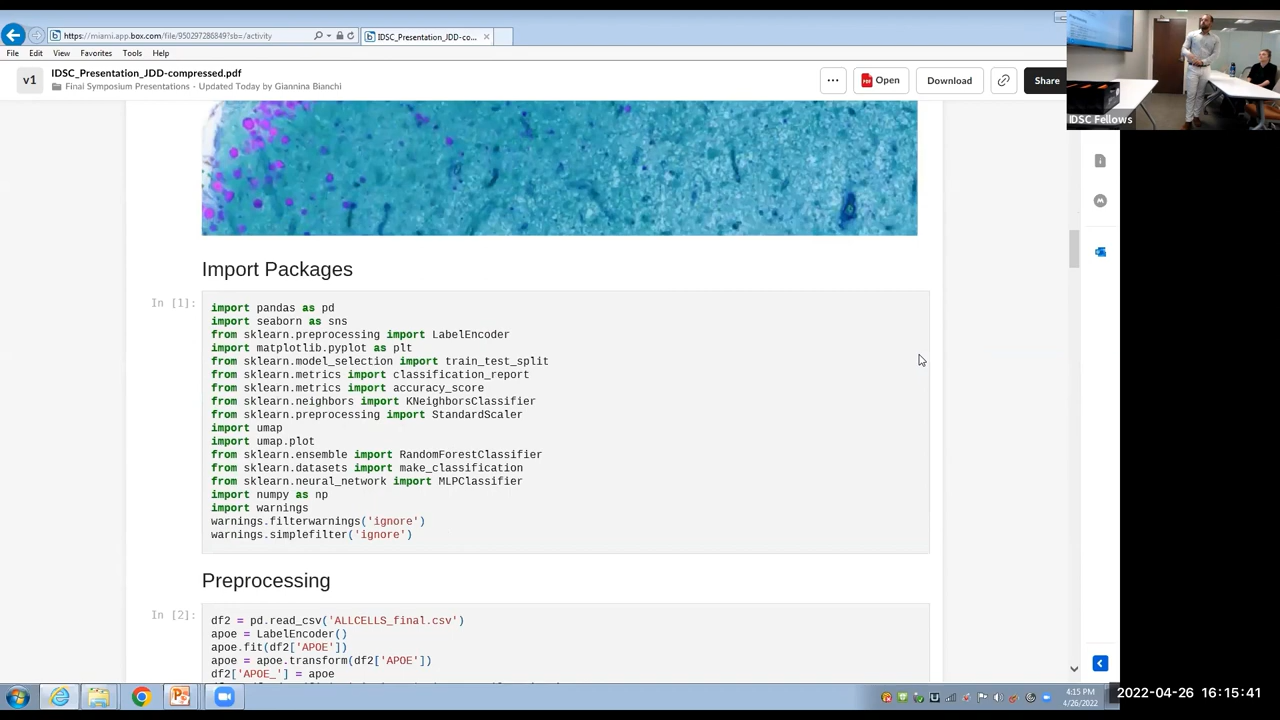 https://miami.app.box.com/file/950297286849?sb=/activity
IDSC_Presentation_JDD-co...
File Edit View Favorites Tools Help
v1
IDSC_Presentation_JDD-compressed.pdf
Final Symposium Presentations - Updated Today by Giannina Bianchi
Open
Download
Share
IDSC Fellows
Import Packages
In [1]:
import pandas as pd
import seaborn as sns
from sklearn.preprocessing import LabelEncoder
import matplotlib.pyplot as plt
from sklearn.model_selection import train_test_split
from sklearn.metrics import classification_report
from sklearn.metrics import accuracy_score
from sklearn.neighbors import KNeighborsClassifier
from sklearn.preprocessing import StandardScaler
import umap
import umap.plot
from sklearn.ensemble import RandomForestClassifier
from sklearn.datasets import make_classification
from sklearn.neural_network import MLPClassifier
import numpy as np
import warnings
warnings.filterwarnings('ignore')
warnings.simplefilter('ignore')
Preprocessing
In [2]:
df2 = pd.read_csv('ALLCELLS_final.csv')
apoe = LabelEncoder()
apoe.fit(df2['APOE'])
apoe = apoe.transform(df2['APOE'])
df2['APOE_'] = apoe
4:15 PM
4/26/2022
2022-04-26 16:15:41